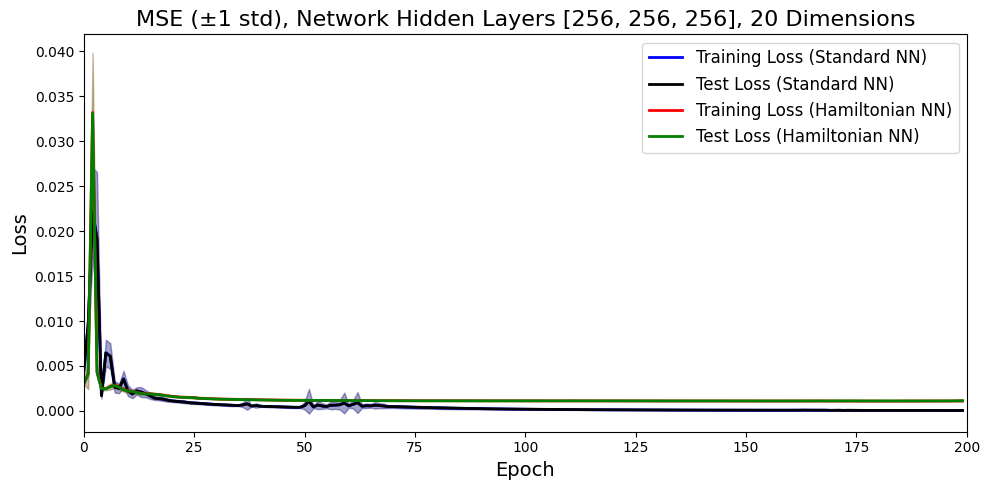 MSE (±1 std), Network Hidden Layers [256, 256, 256], 20 Dimensions
Training Loss (Standard NN)
Test Loss (Standard NN)
Training Loss (Hamiltonian NN)
Test Loss (Hamiltonian NN)
Loss
0.040
0.035
0.030
0.025
0.020
0.015
0.010
0.005
0.000
0 25 50 75 100 125 150 175 200
Epoch